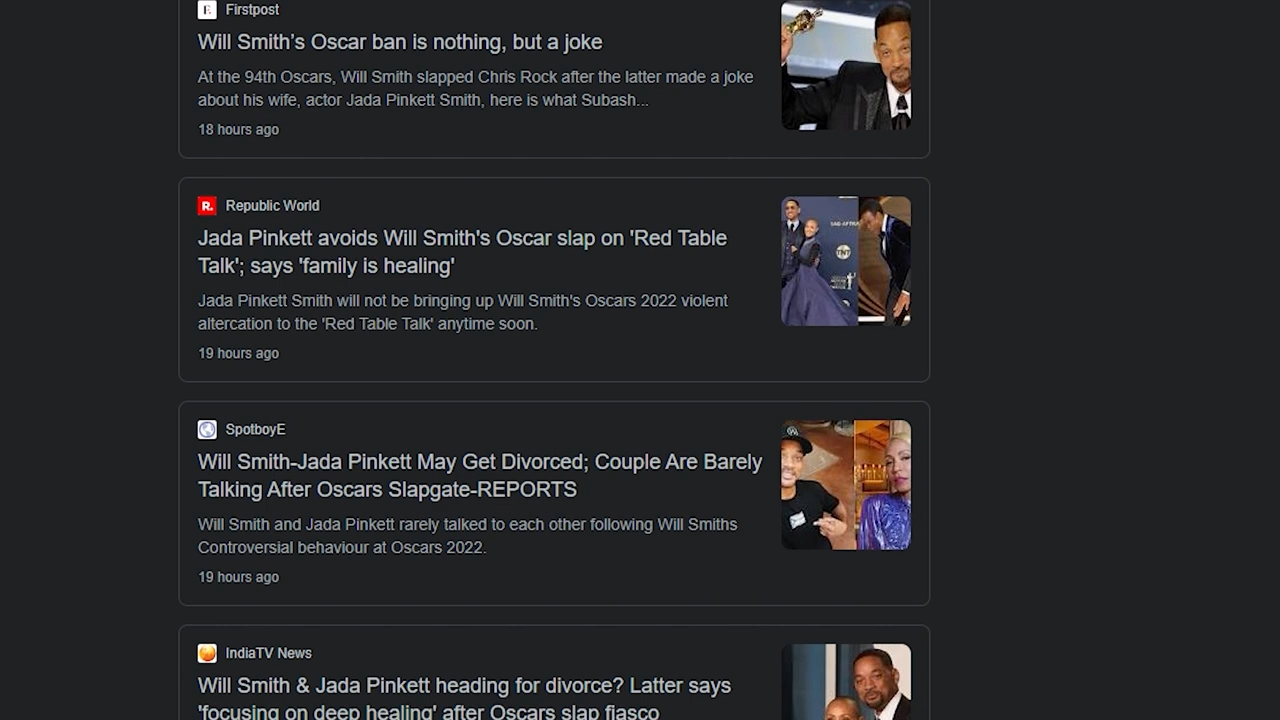 Firstpost
Will Smith's Oscar ban is nothing, but a joke
At the 94th Oscars, Will Smith slapped Chris Rock after the latter made a joke
about his wife, actor Jada Pinkett Smith, here is what Subash...
18 hours ago
R. Republic World
Jada Pinkett avoids Will Smith's Oscar slap on 'Red Table
Talk'; says 'family is healing'
Jada Pinkett Smith will not be bringing up Will Smith's Oscars 2022 violent
altercation to the 'Red Table Talk' anytime soon.
19 hours ago
SpotboyE
Will Smith-Jada Pinkett May Get Divorced; Couple Are Barely
Talking After Oscars Slapgate-REPORTS
Will Smith and Jada Pinkett rarely talked to each other following Will Smiths
Controversial behaviour at Oscars 2022.
19 hours ago
IndiaTV News
Will Smith & Jada Pinkett heading for divorce? Latter says
'focusing on deep healing' after Oscars slap fiasco